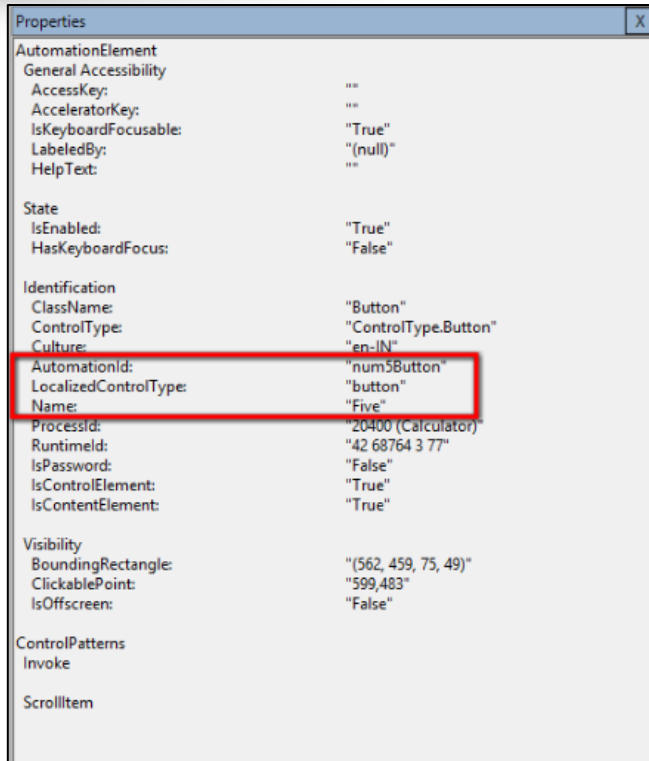 Properties X
AutomationElement
General Accessibility
AccessKey: ""
AcceleratorKey: ""
IsKeyboardFocusable: "True"
LabeledBy: "(null)"
HelpText: ""
State
IsEnabled: "True"
HasKeyboardFocus: "False"
Identification
ClassName: "Button"
ControlType: "ControlType.Button"
Culture: "en-IN"
AutomationId: "num5Button"
LocalizedControlType: "button"
Name: "Five"
ProcessId: "20400 (Calculator)"
RuntimeId: "42 68764 3 77"
IsPassword: "False"
IsControlElement: "True"
IsContentElement: "True"
Visibility
BoundingRectangle: "(562, 459, 75, 49)"
ClickablePoint: "599,483"
IsOffscreen: "False"
ControlPatterns
Invoke
ScrollItem